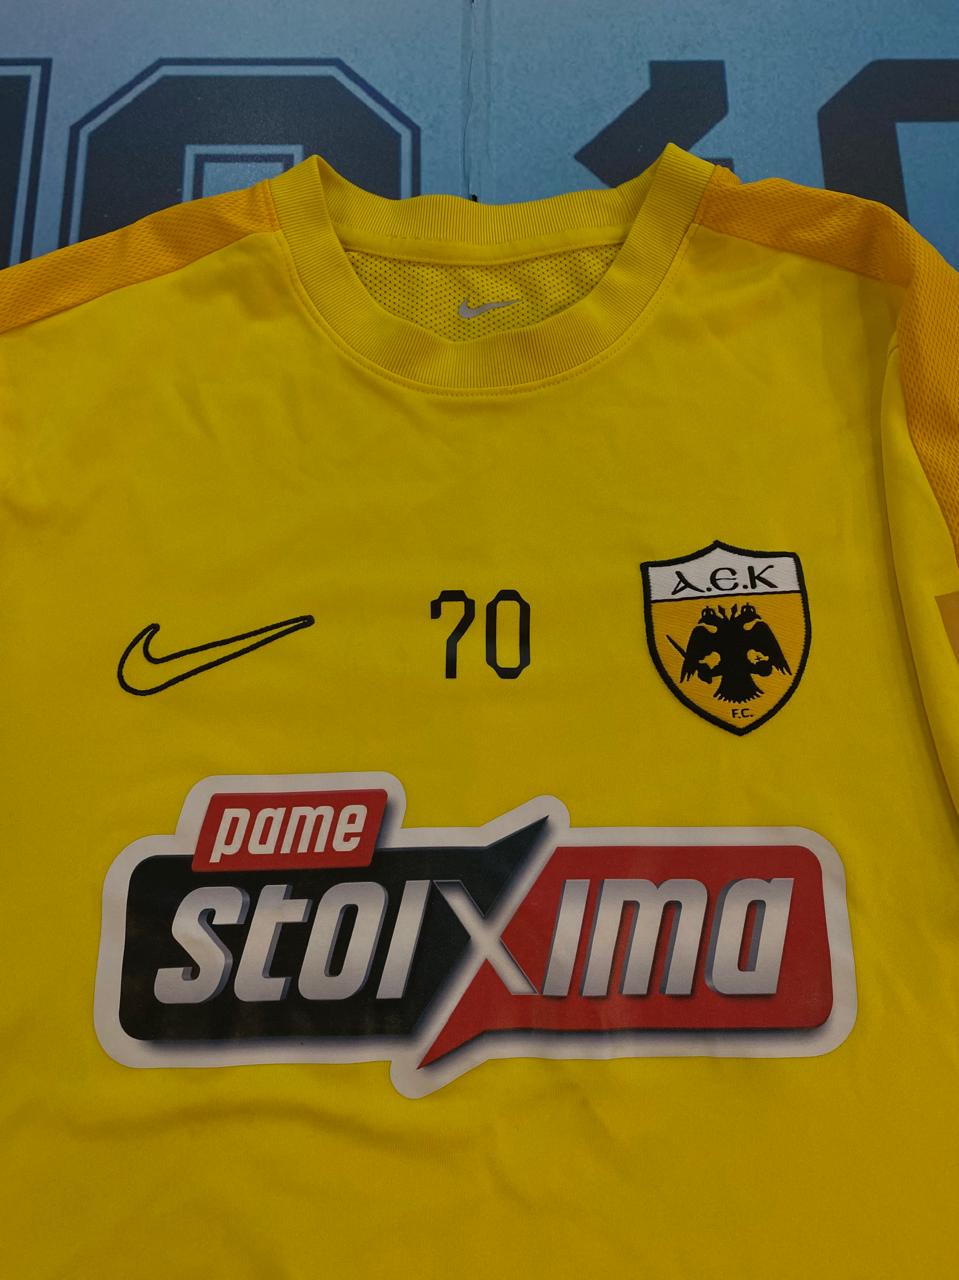 70
Α.Є.Κ
F.C.
pame
stoixima